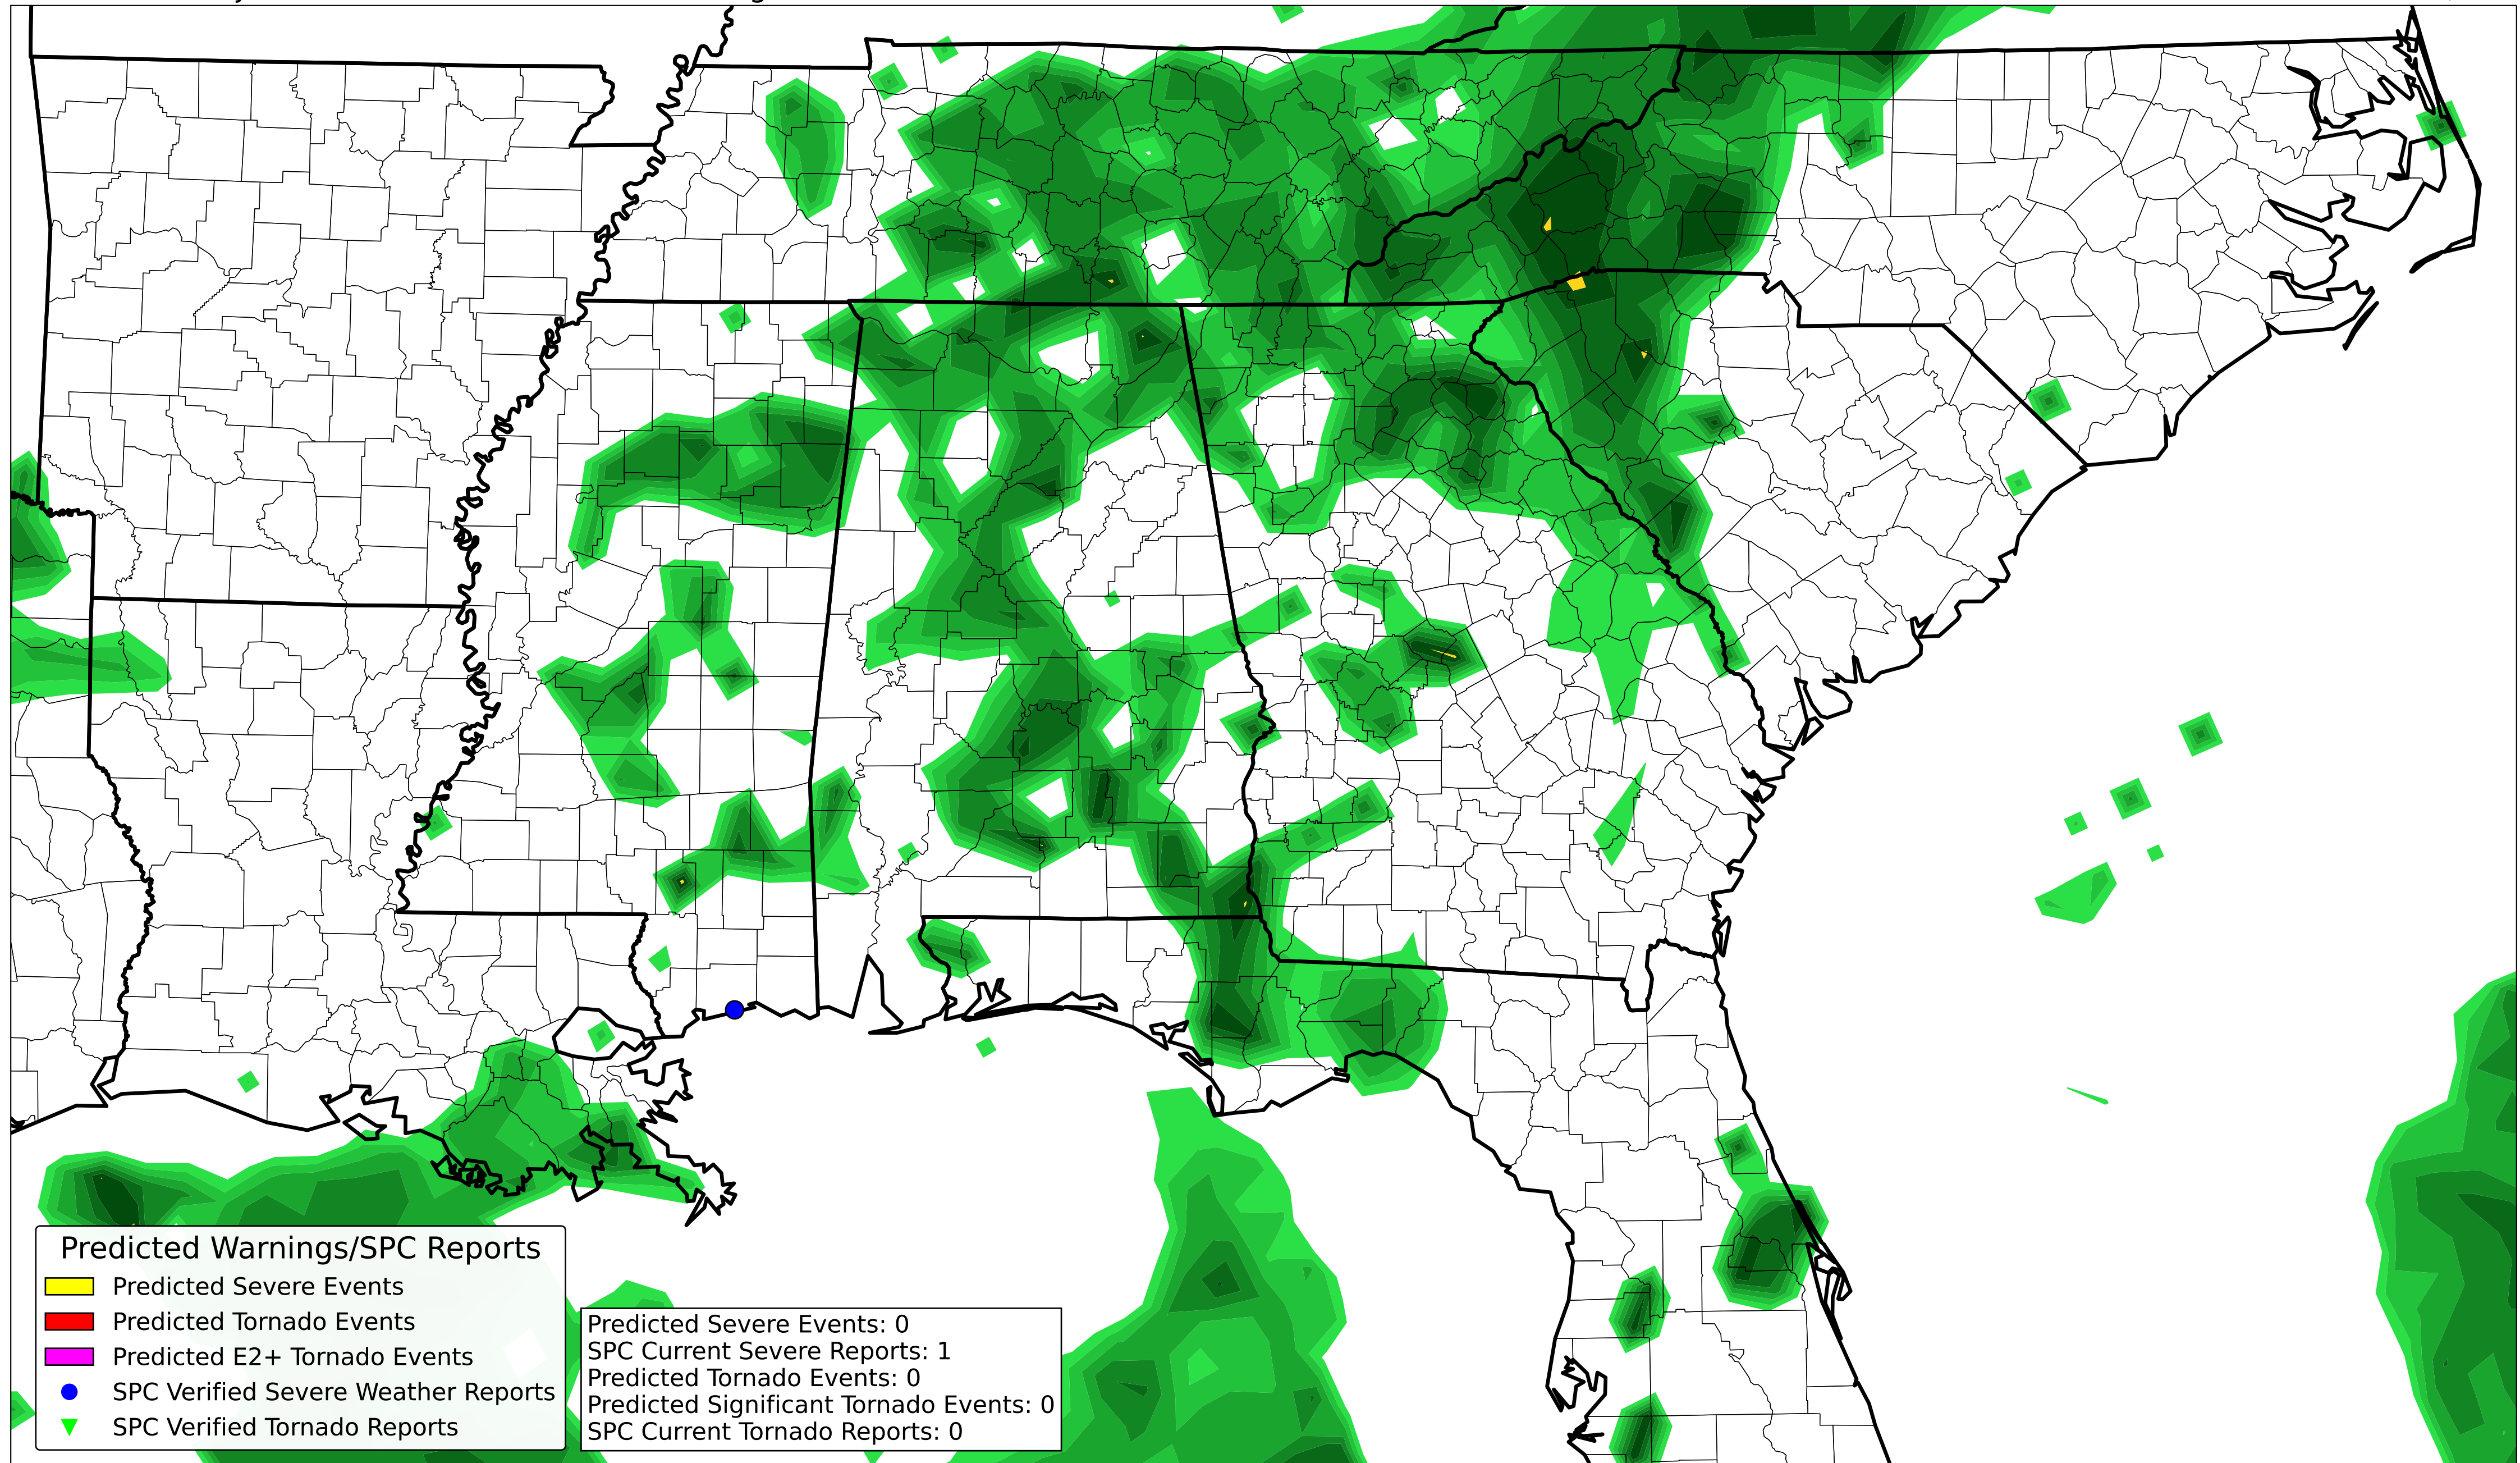 Predicted Warnings/SPC Reports
Predicted Severe Events
Predicted Tornado Events
Predicted E2+ Tornado Events
SPC Verified Severe Weather Reports
SPC Verified Tornado Reports
Predicted Severe Events: 0
SPC Current Severe Reports: 1
Predicted Tornado Events: 0
Predicted Significant Tornado Events: 0
SPC Current Tornado Reports: 0